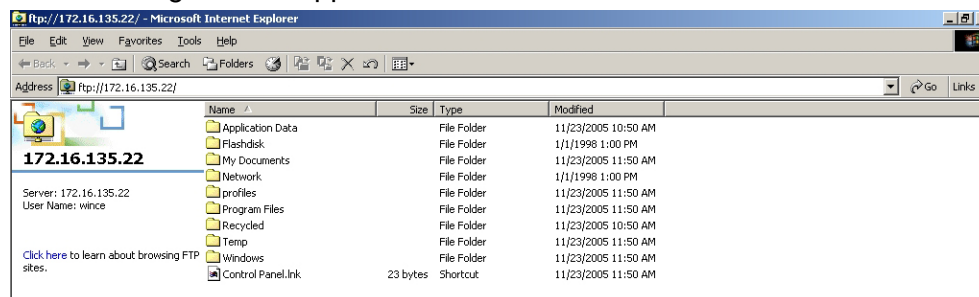 ftp://172.16.135.22/ - Microsoft Internet Explorer
File Edit View Favorites Tools Help
Back Search Folders
Address ftp://172.16.135.22/ Go Links
Name Size Type Modified
Application Data File Folder 11/23/2005 10:50 AM
Flashdisk File Folder 1/1/1998 1:00 PM
172.16.135.22 My Documents File Folder 11/23/2005 11:50 AM
Network File Folder 1/1/1998 1:00 PM
Server: 172.16.135.22 profiles File Folder 11/23/2005 11:50 AM
User Name: wince Program Files File Folder 11/23/2005 11:50 AM
Recycled File Folder 11/23/2005 10:50 AM
Temp File Folder 11/23/2005 11:50 AM
Click here to learn about browsing FTP Windows File Folder 11/23/2005 11:50 AM
sites. Control Panel.lnk 23 bytes Shortcut 11/23/2005 11:50 AM